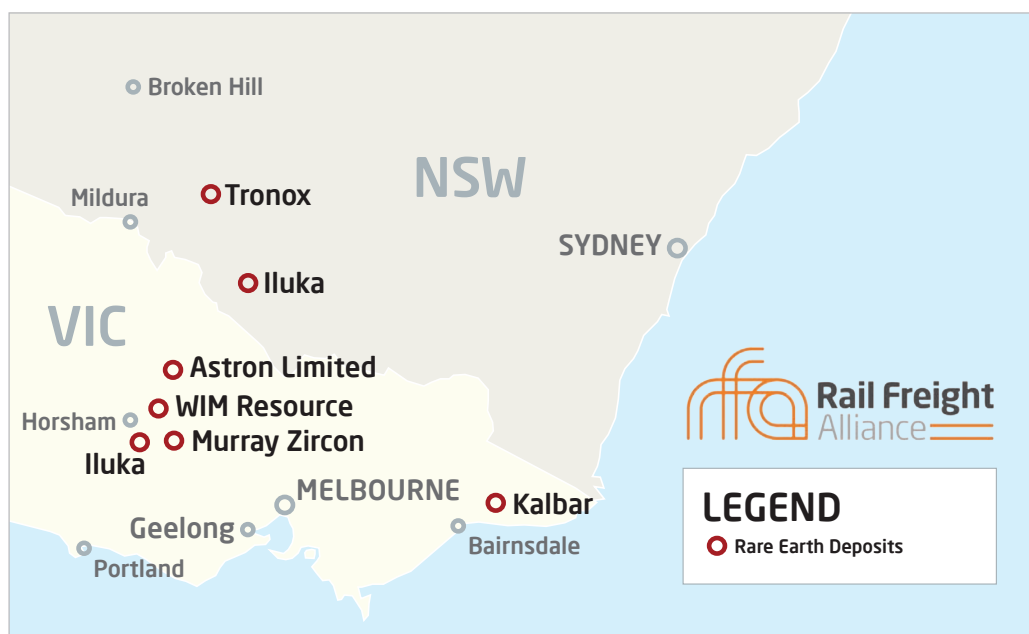 Broken Hill
NSW
Mildura
Tronox
SYDNEY
Iluka
VIC
Astron Limited
WIM Resource
Horsham
Murray Zircon
Iluka
rfa
Rail Freight
Alliance
MELBOURNE
Kalbar
Geelong
Bairnsdale
Portland
LEGEND
Rare Earth Deposits